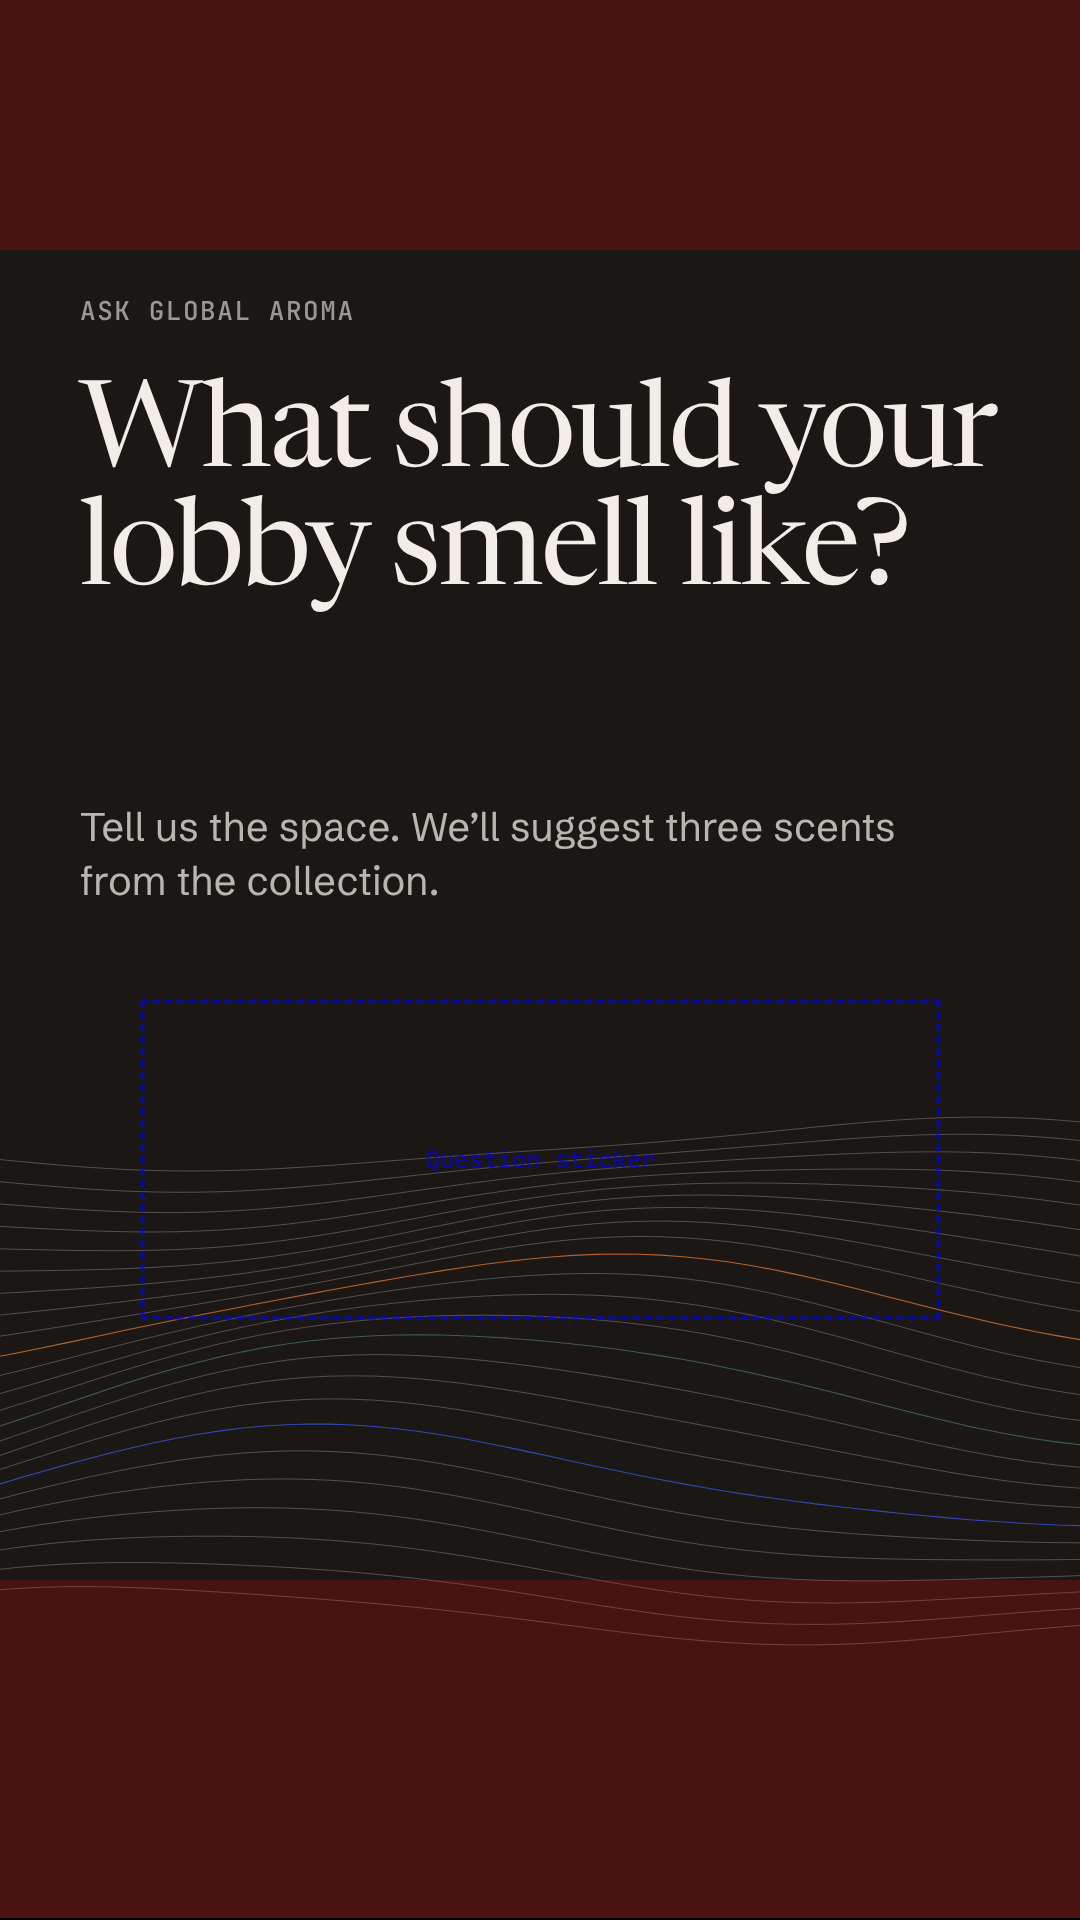 ASK GLOBAL AROMA
What should your
lobby smell like?
Tell us the space. We’ll suggest three scents
from the collection.
Question sticker